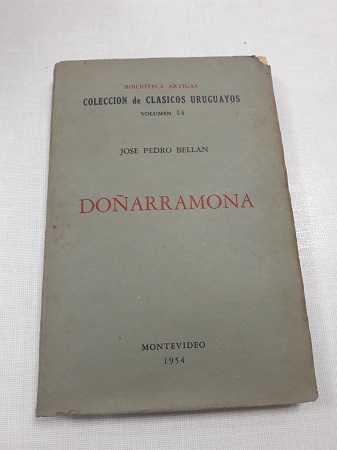 BIBLIOTECA ARTIGAS
COLECCION de CLASICOS URUGUAYOS
VOLUMEN 14
JOSE PEDRO BELLAN
DOÑARRAMONA
MONTEVIDEO
1954